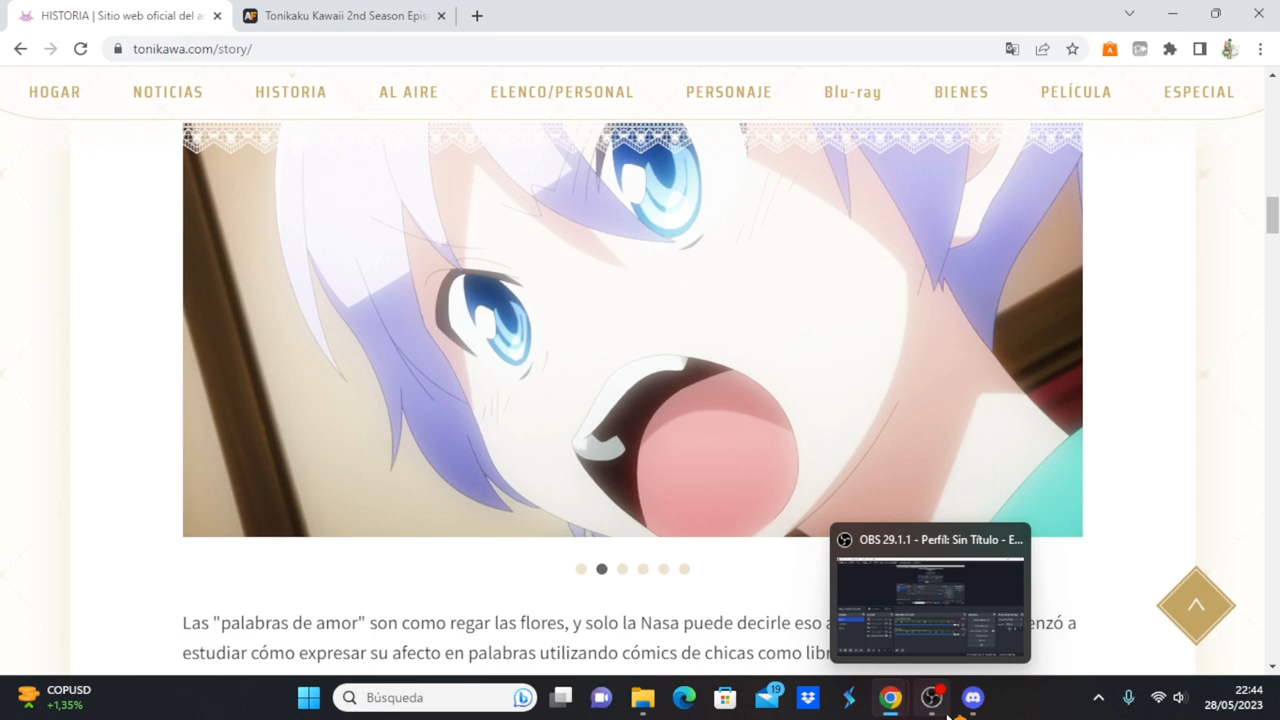 HISTORIA | Sitio web oficial del a
Tonikaku Kawaii 2nd Season Epis
tonikawa.com/story/
HOGAR NOTICIAS HISTORIA AL AIRE ELENCO/PERSONAL PERSONAJE Blu-ray BIENES PELÍCULA ESPECIAL
OBS 29.1.1 - Perfil: Sin Título - E...
Las "palabras de amor" son como regar las flores, y solo la Nasa puede decirle eso a
estudiar cómo expresar su afecto en palabras utilizando cómics de chicas como
COPUSD
+1,35%
Búsqueda
19
22:44
28/05/2023